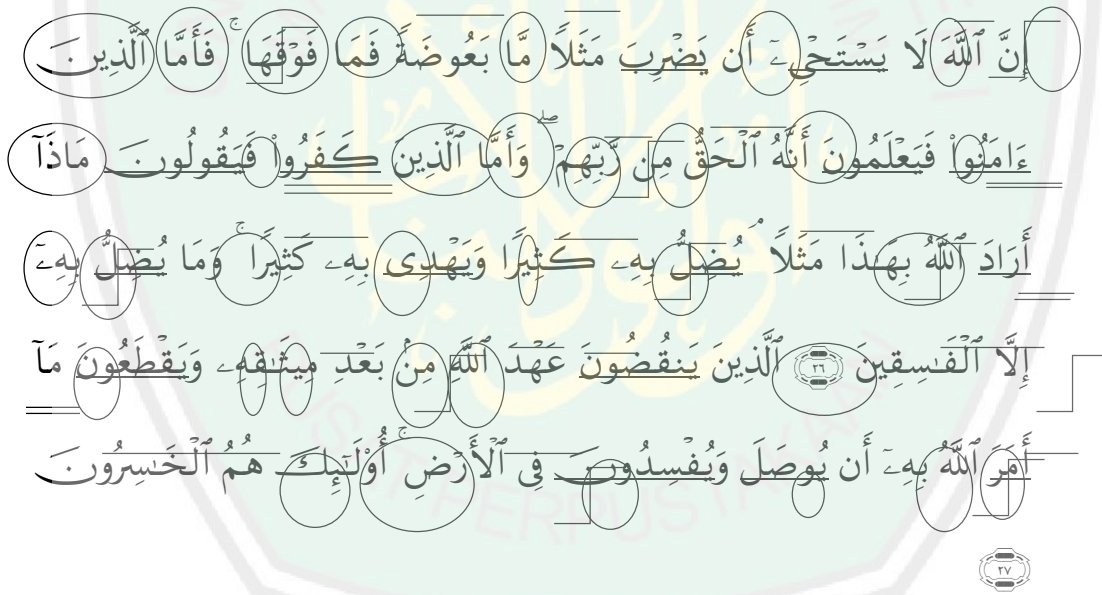 إِنَّ ٱللَّهَ لَا يَسْتَحْىِۦٓ أَن يَضْرِبَ مَثَلًا مَّا بَعُوضَةً فَمَا فَوْقَهَا ۚ فَأَمَّا ٱلَّذِينَ
ءَامَنُوا۟ فَيَعْلَمُونَ أَنَّهُ ٱلْحَقُّ مِن رَّبِّهِمْ ۖ وَأَمَّا ٱلَّذِينَ كَفَرُوا۟ فَيَقُولُونَ مَاذَآ
أَرَادَ ٱللَّهُ بِهَـٰذَا مَثَلًا ۘ يُضِلُّ بِهِۦ كَثِيرًا وَيَهْدِى بِهِۦ كَثِيرًا ۚ وَمَا يُضِلُّ بِهِۦٓ
إِلَّا ٱلْفَـٰسِقِينَ ٢٦ ٱلَّذِينَ يَنقُضُونَ عَهْدَ ٱللَّهِ مِنۢ بَعْدِ مِيثَـٰقِهِۦ وَيَقْطَعُونَ مَآ
أَمَرَ ٱللَّهُ بِهِۦٓ أَن يُوصَلَ وَيُفْسِدُونَ فِى ٱلْأَرْضِ ۚ أُو۟لَـٰٓئِكَ هُمُ ٱلْخَـٰسِرُونَ
٢٧